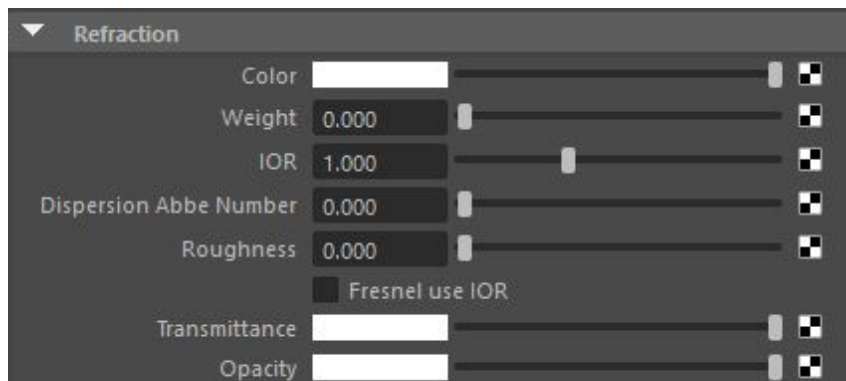 Refraction
Color
Weight 0.000
IOR 1.000
Dispersion Abbe Number 0.000
Roughness 0.000
Fresnel use IOR
Transmittance
Opacity